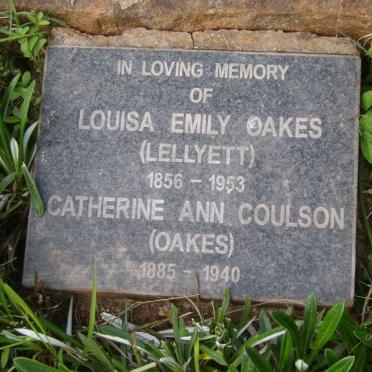 IN LOVING MEMORY
OF
LOUISA EMILY OAKES
(LELLYETT)
1856 - 1953
CATHERINE ANN COULSON
(OAKES)
1885 - 1940